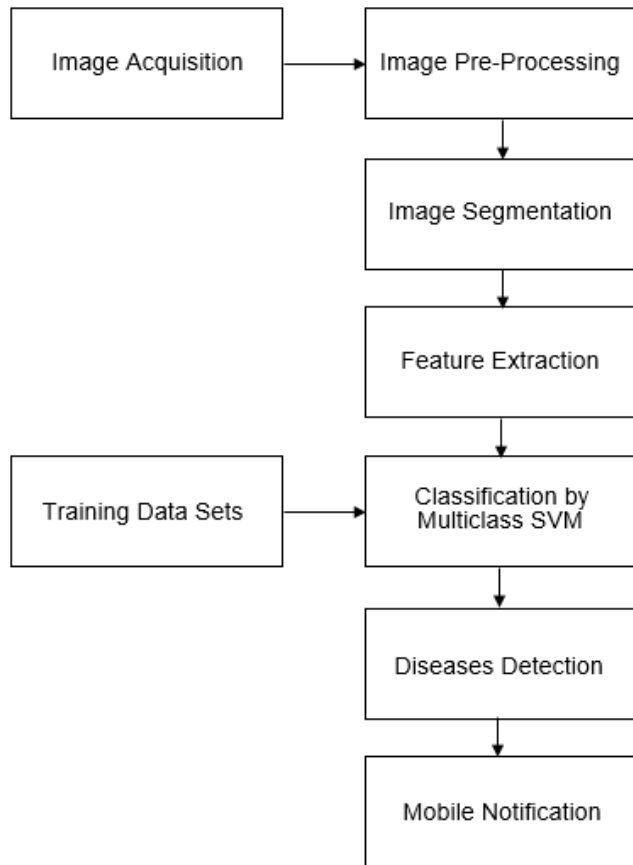 Image Acquisition
Image Pre-Processing
Image Segmentation
Feature Extraction
Training Data Sets
Classification by
Multiclass SVM
Diseases Detection
Mobile Notification